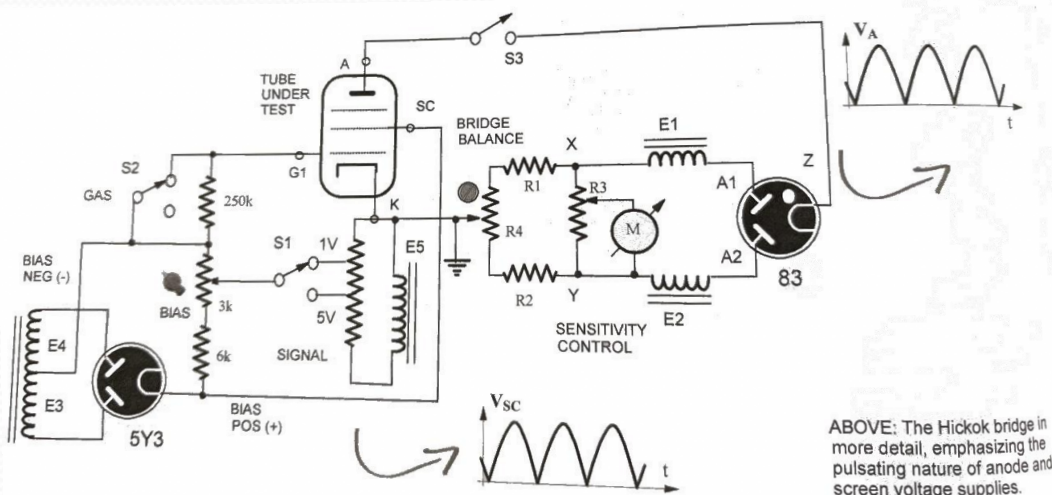 A
S3
V_A
t
TUBE
UNDER
TEST
SC
BRIDGE
BALANCE
E1
X
Z
S2
G1
R1
A1
GAS
K
R3
250k
R4
M
E5
S1
1V
A2
BIAS
NEG (-)
R2
Y
83
5V
E2
BIAS
3k
SENSITIVITY
CONTROL
E4
SIGNAL
6k
E3
V_SC
BIAS
POS (+)
5Y3
t
ABOVE: The Hickok bridge in
more detail, emphasizing the
pulsating nature of anode and
screen voltage supplies.